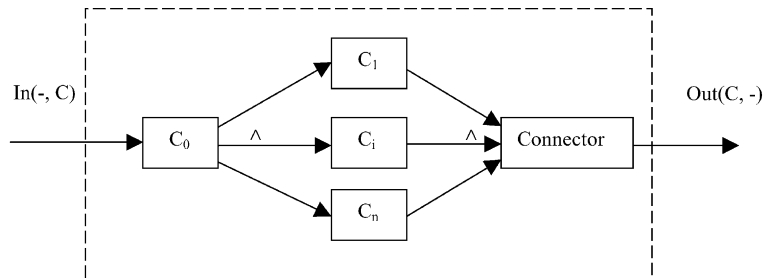 C₁
In(-, C)
Out(C, -)
C₀
^
Cᵢ
^
Connector
Cₙ